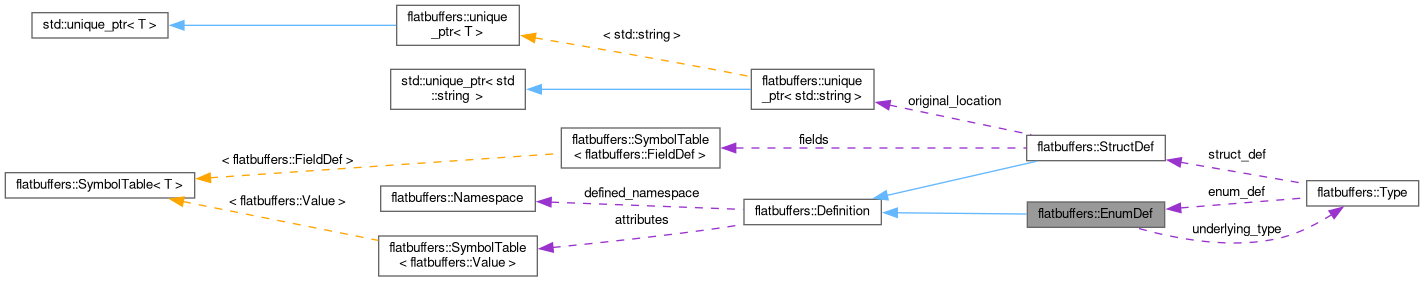 std::unique_ptr< T >
flatbuffers::unique
_ptr< T >
< std::string >
std::unique_ptr< std
::string >
flatbuffers::unique
_ptr< std::string >
original_location
flatbuffers::SymbolTable
< flatbuffers::FieldDef >
fields
flatbuffers::StructDef
< flatbuffers::FieldDef >
struct_def
flatbuffers::SymbolTable< T >
< flatbuffers::Value >
flatbuffers::Namespace
defined_namespace
attributes
flatbuffers::Definition
flatbuffers::EnumDef
enum_def
flatbuffers::Type
underlying_type
flatbuffers::SymbolTable
< flatbuffers::Value >